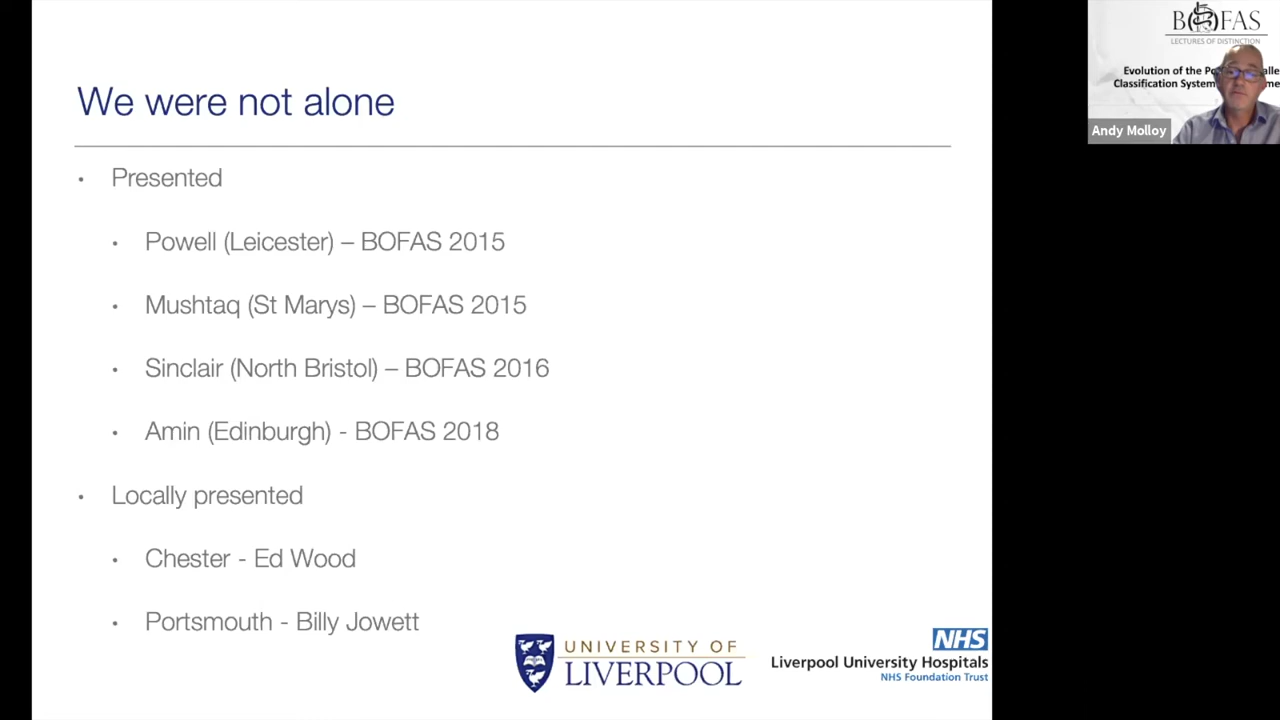 We were not alone
• Presented
• Powell (Leicester) – BOFAS 2015
• Mushtaq (St Marys) – BOFAS 2015
• Sinclair (North Bristol) – BOFAS 2016
• Amin (Edinburgh) - BOFAS 2018
• Locally presented
• Chester - Ed Wood
• Portsmouth - Billy Jowett
UNIVERSITY OF
LIVERPOOL
NHS
Liverpool University Hospitals
NHS Foundation Trust
BOFAS
LECTURES OF DISTINCTION
Evolution of the
Classification System
Andy Molloy